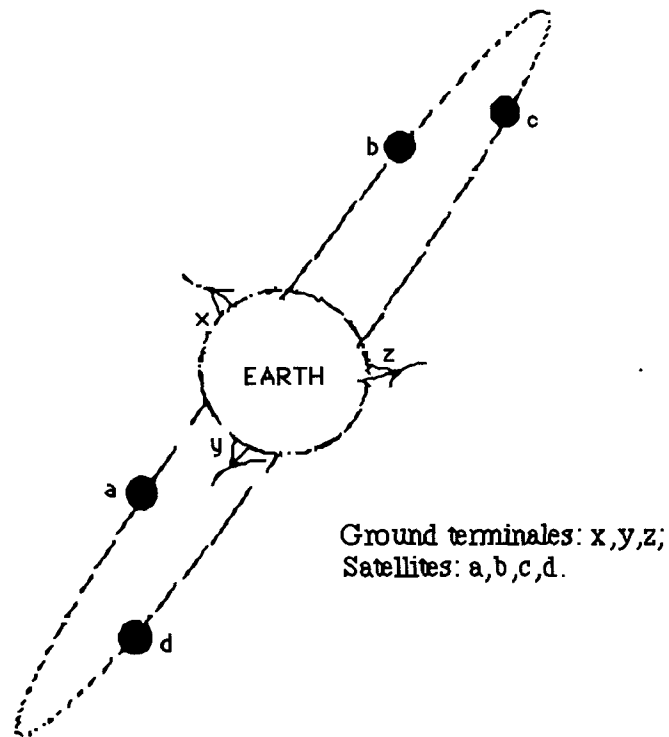 b
c
x
z
EARTH
y
a
Ground terminales: x,y,z;
Satellites: a,b,c,d.
d